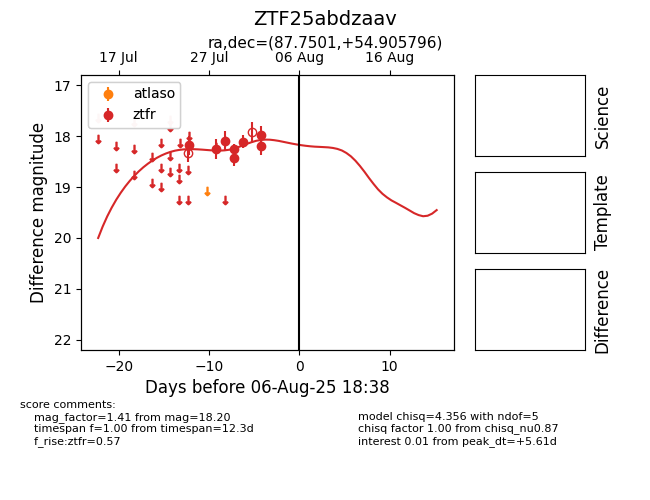 ZTF25abdzaav
ra,dec=(87.7501,+54.905796)
17 Jul 27 Jul 06 Aug 16 Aug
17
18
19
20
21
22
Difference magnitude
atlaso
ztfr
−20 −10 0 10
Days before 06-Aug-25 18:38
Science
Template
Difference
score comments:
mag_factor=1.41 from mag=18.20
timespan f=1.00 from timespan=12.3d
f_rise:ztfr=0.57
model chisq=4.356 with ndof=5
chisq factor 1.00 from chisq_nu0.87
interest 0.01 from peak_dt=+5.61d